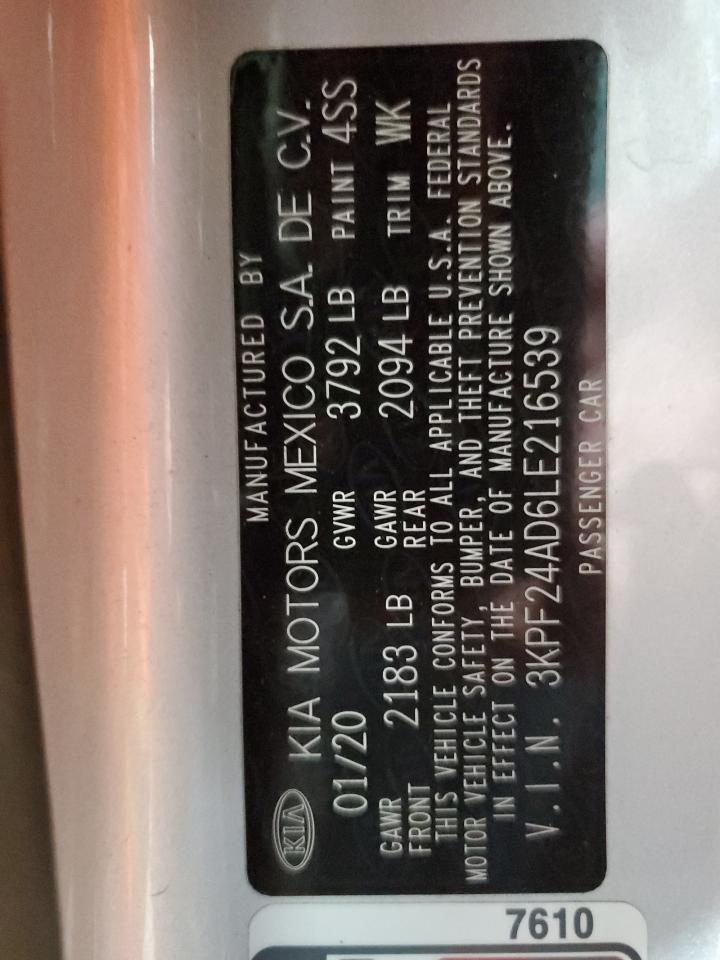 MANUFACTURED BY
KIA KIA MOTORS MEXICO S.A. DE C.V.
01/20 GVWR 3792 LB PAINT 4SS
GAWR FRONT 2183 LB GAWR REAR 2094 LB TRIM WK
THIS VEHICLE CONFORMS TO ALL APPLICABLE U.S.A. FEDERAL
MOTOR VEHICLE SAFETY, BUMPER, AND THEFT PREVENTION STANDARDS
IN EFFECT ON THE DATE OF MANUFACTURE SHOWN ABOVE.
V.I.N. 3KPF24AD6LE216539
PASSENGER CAR
7610